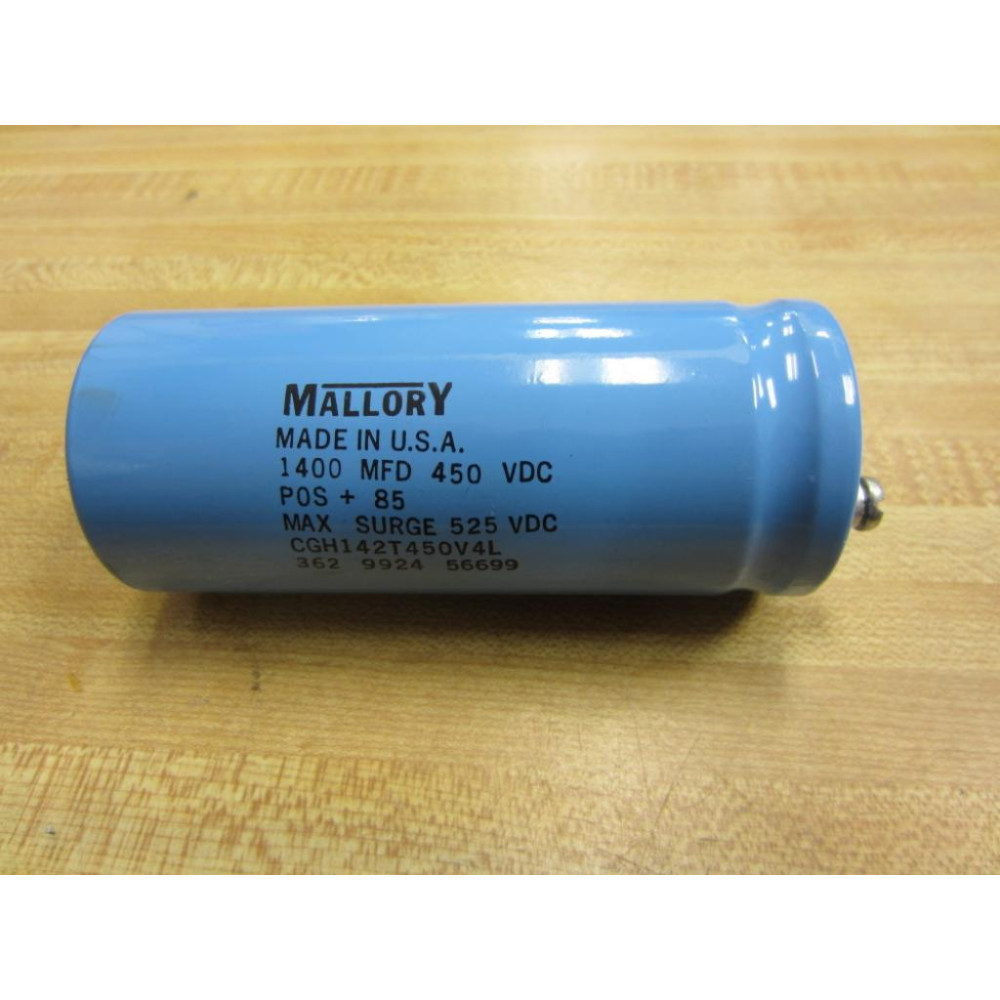 MALLORY
MADE IN U.S.A.
1400 MFD 450 VDC
POS + 85
MAX SURGE 525 VDC
CGH142T450V4L
362 9924 56699